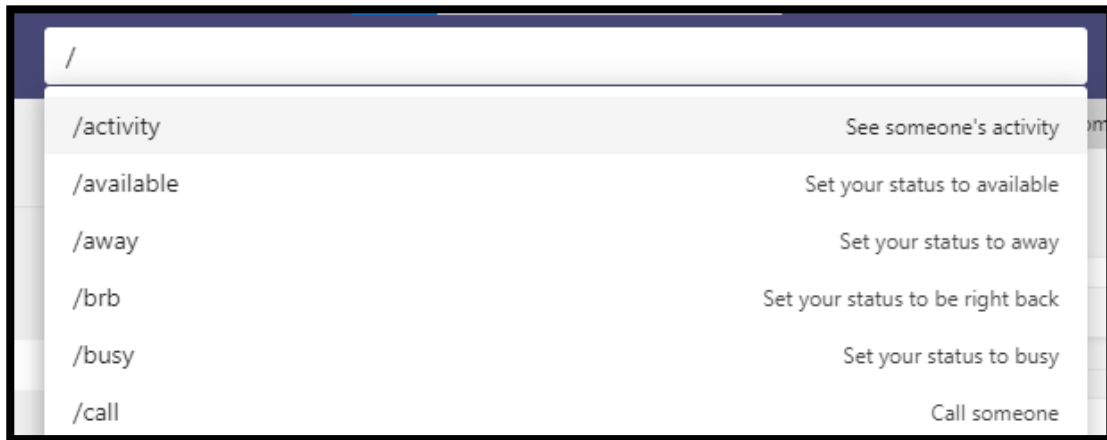 /
/activity See someone's activity
/available Set your status to available
/away Set your status to away
/brb Set your status to be right back
/busy Set your status to busy
/call Call someone